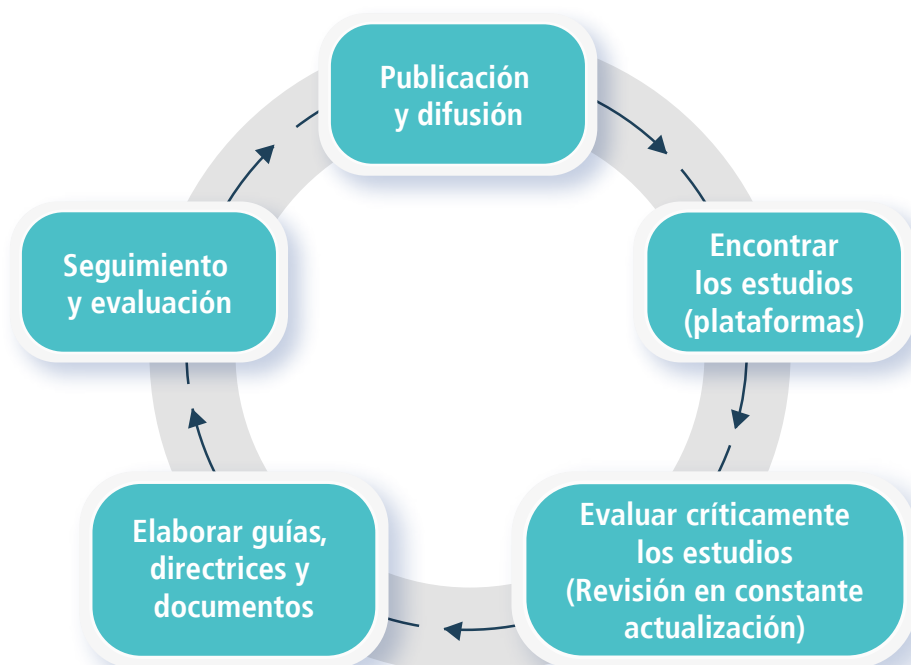 Publicación
y difusión
Encontrar
los estudios
(plataformas)
Evaluar críticamente
los estudios
(Revisión en constante
actualización)
Elaborar guías,
directrices y
documentos
Seguimiento
y evaluación